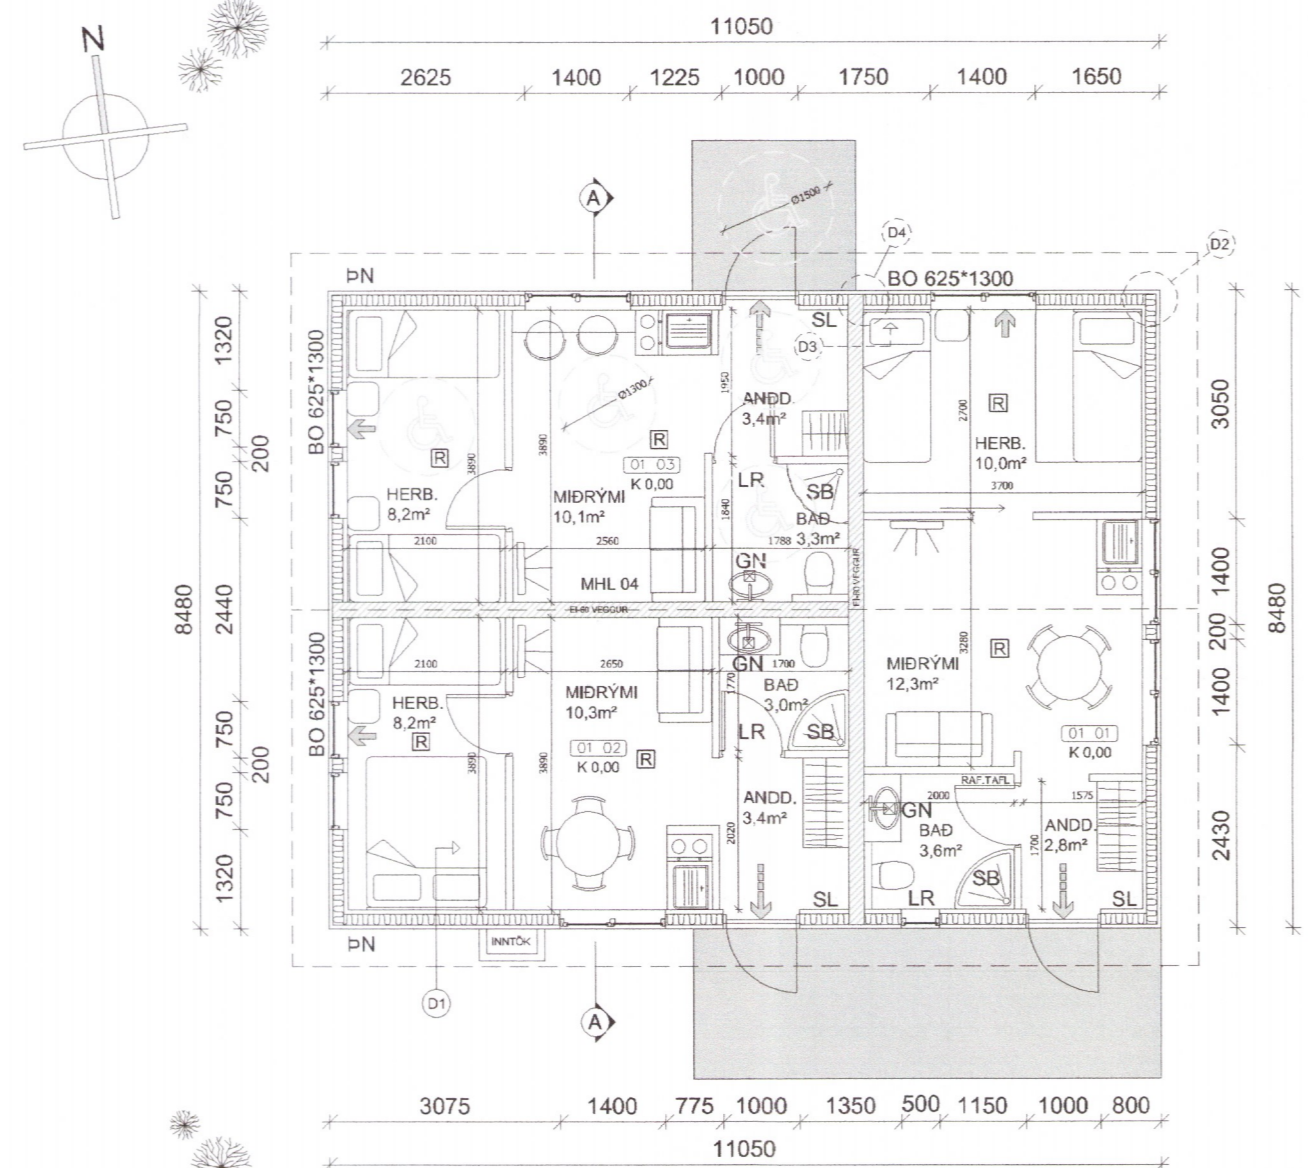 N
11050
2625 1400 1225 1000 1750 1400 1650
A
Ø1500
D4
D2
ÞN
BO 625*1300
1320
750
200
750
2440
750
200
750
1320
8480
BO 625*1300
BO 625*1300
SL
D3
1950
ANDD.
3,4m²
Ø1300
R
R
01 03
K 0,00
3890
3890
HERB.
8,2m²
MIÐRÝMI
10,1m²
LR
SB
BAÐ
3,3m²
1840
2100
2560
1788
GN
MHL 04
EI-60 VEGGUR
EI-60 VEGGUR
2700
R
HERB.
10,0m²
3700
3050
1400
200
1400
2430
8480
2100
2650
1700
GN
1770
HERB.
8,2m²
R
MIÐRÝMI
10,3m²
01 02
K 0,00
R
BAÐ
3,0m²
LR
SB
3890
3890
ANDD.
3,4m²
2020
SL
3280
R
MIÐRÝMI
12,3m²
01 01
K 0,00
RAF.TAFL
2000
1575
GN
BAÐ
3,6m²
1700
ANDD.
2,8m²
SB
LR
SL
ÞN
INNTÖK
D1
A
3075 1400 775 1000 1350 500 1150 1000 800
11050